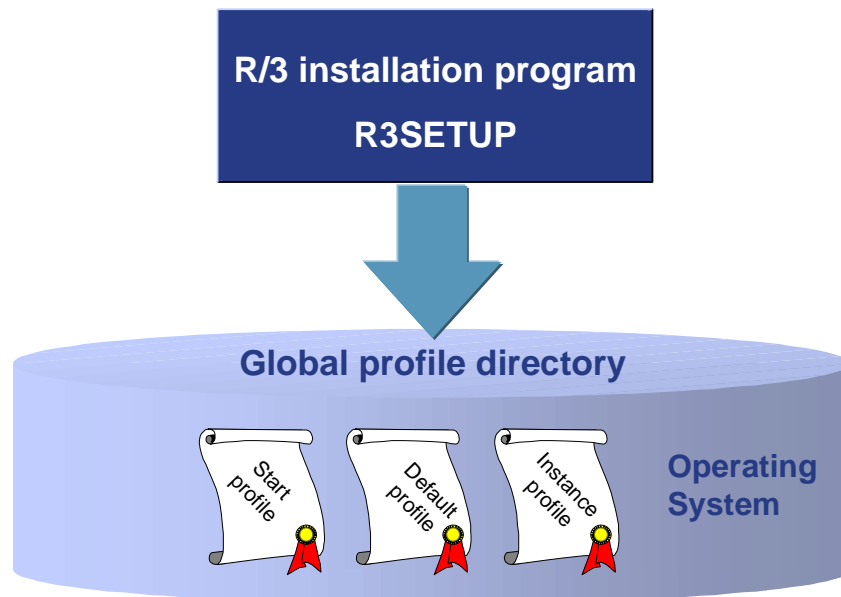 R/3 installation program
R3SETUP
Global profile directory
Start
profile
Default
profile
Instance
profile
Operating
System